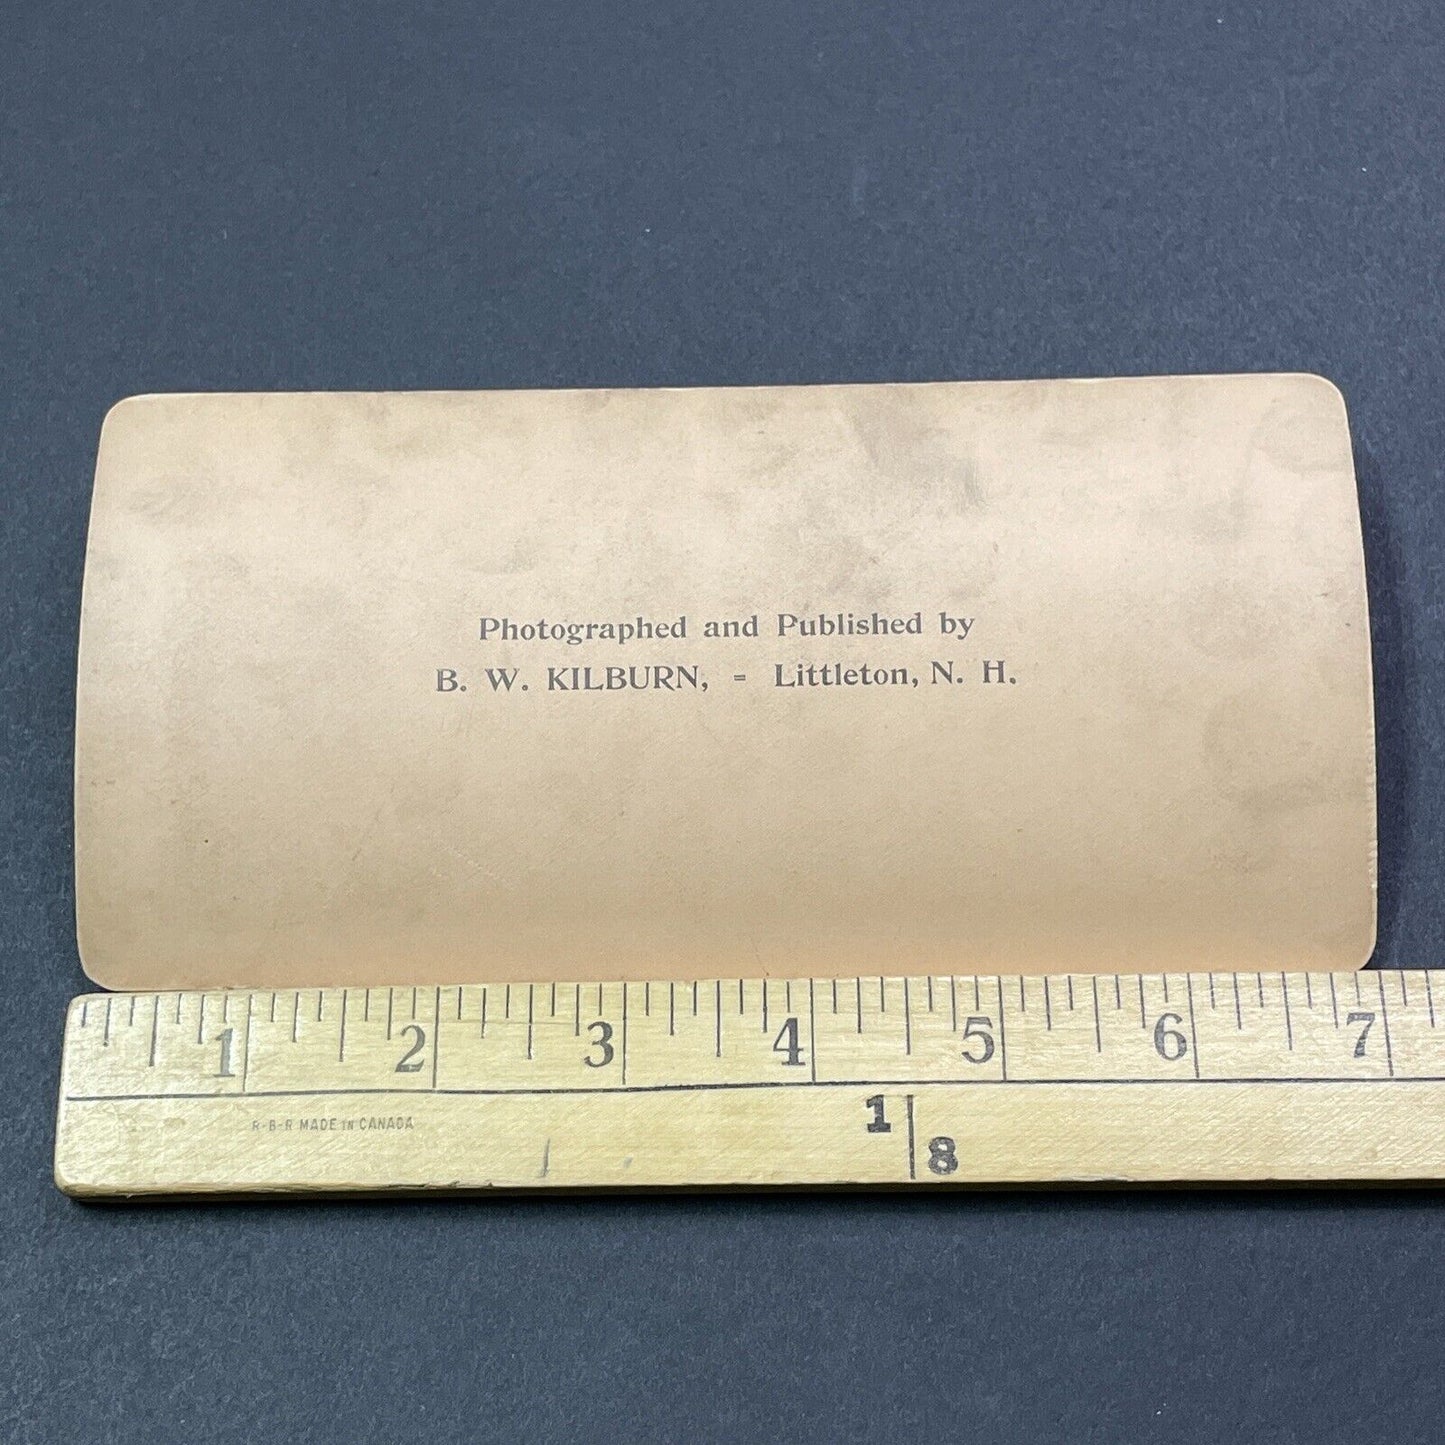 Photographed and Published by
B. W. KILBURN, = Littleton, N. H.
1 2 3 4 5 6 7
R-B-R MADE IN CANADA
1 8